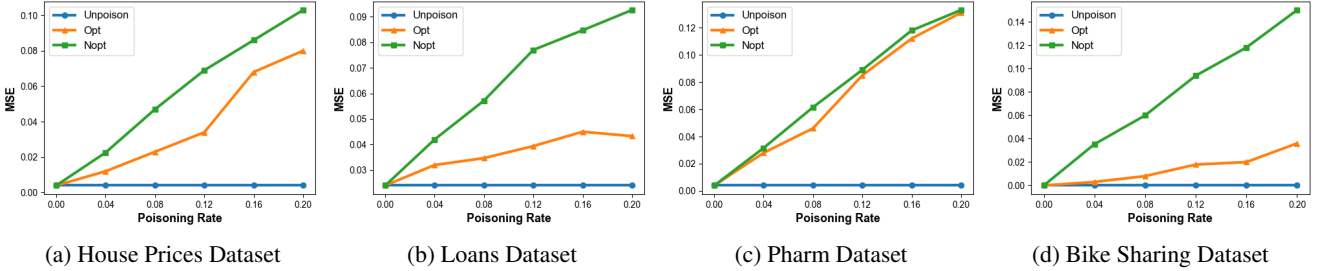 Unpoison
Opt
Nopt
MSE
0.10
0.08
0.06
0.04
0.02
0.00
0.00 0.04 0.08 0.12 0.16 0.20
Poisoning Rate
(a) House Prices Dataset
Unpoison
Opt
Nopt
MSE
0.09
0.08
0.07
0.06
0.05
0.04
0.03
0.00 0.04 0.08 0.12 0.16 0.20
Poisoning Rate
(b) Loans Dataset
Unpoison
Opt
Nopt
MSE
0.12
0.10
0.08
0.06
0.04
0.02
0.00
0.00 0.04 0.08 0.12 0.16 0.20
Poisoning Rate
(c) Pharm Dataset
Unpoison
Opt
Nopt
MSE
0.14
0.12
0.10
0.08
0.06
0.04
0.02
0.00
0.00 0.04 0.08 0.12 0.16 0.20
Poisoning Rate
(d) Bike Sharing Dataset